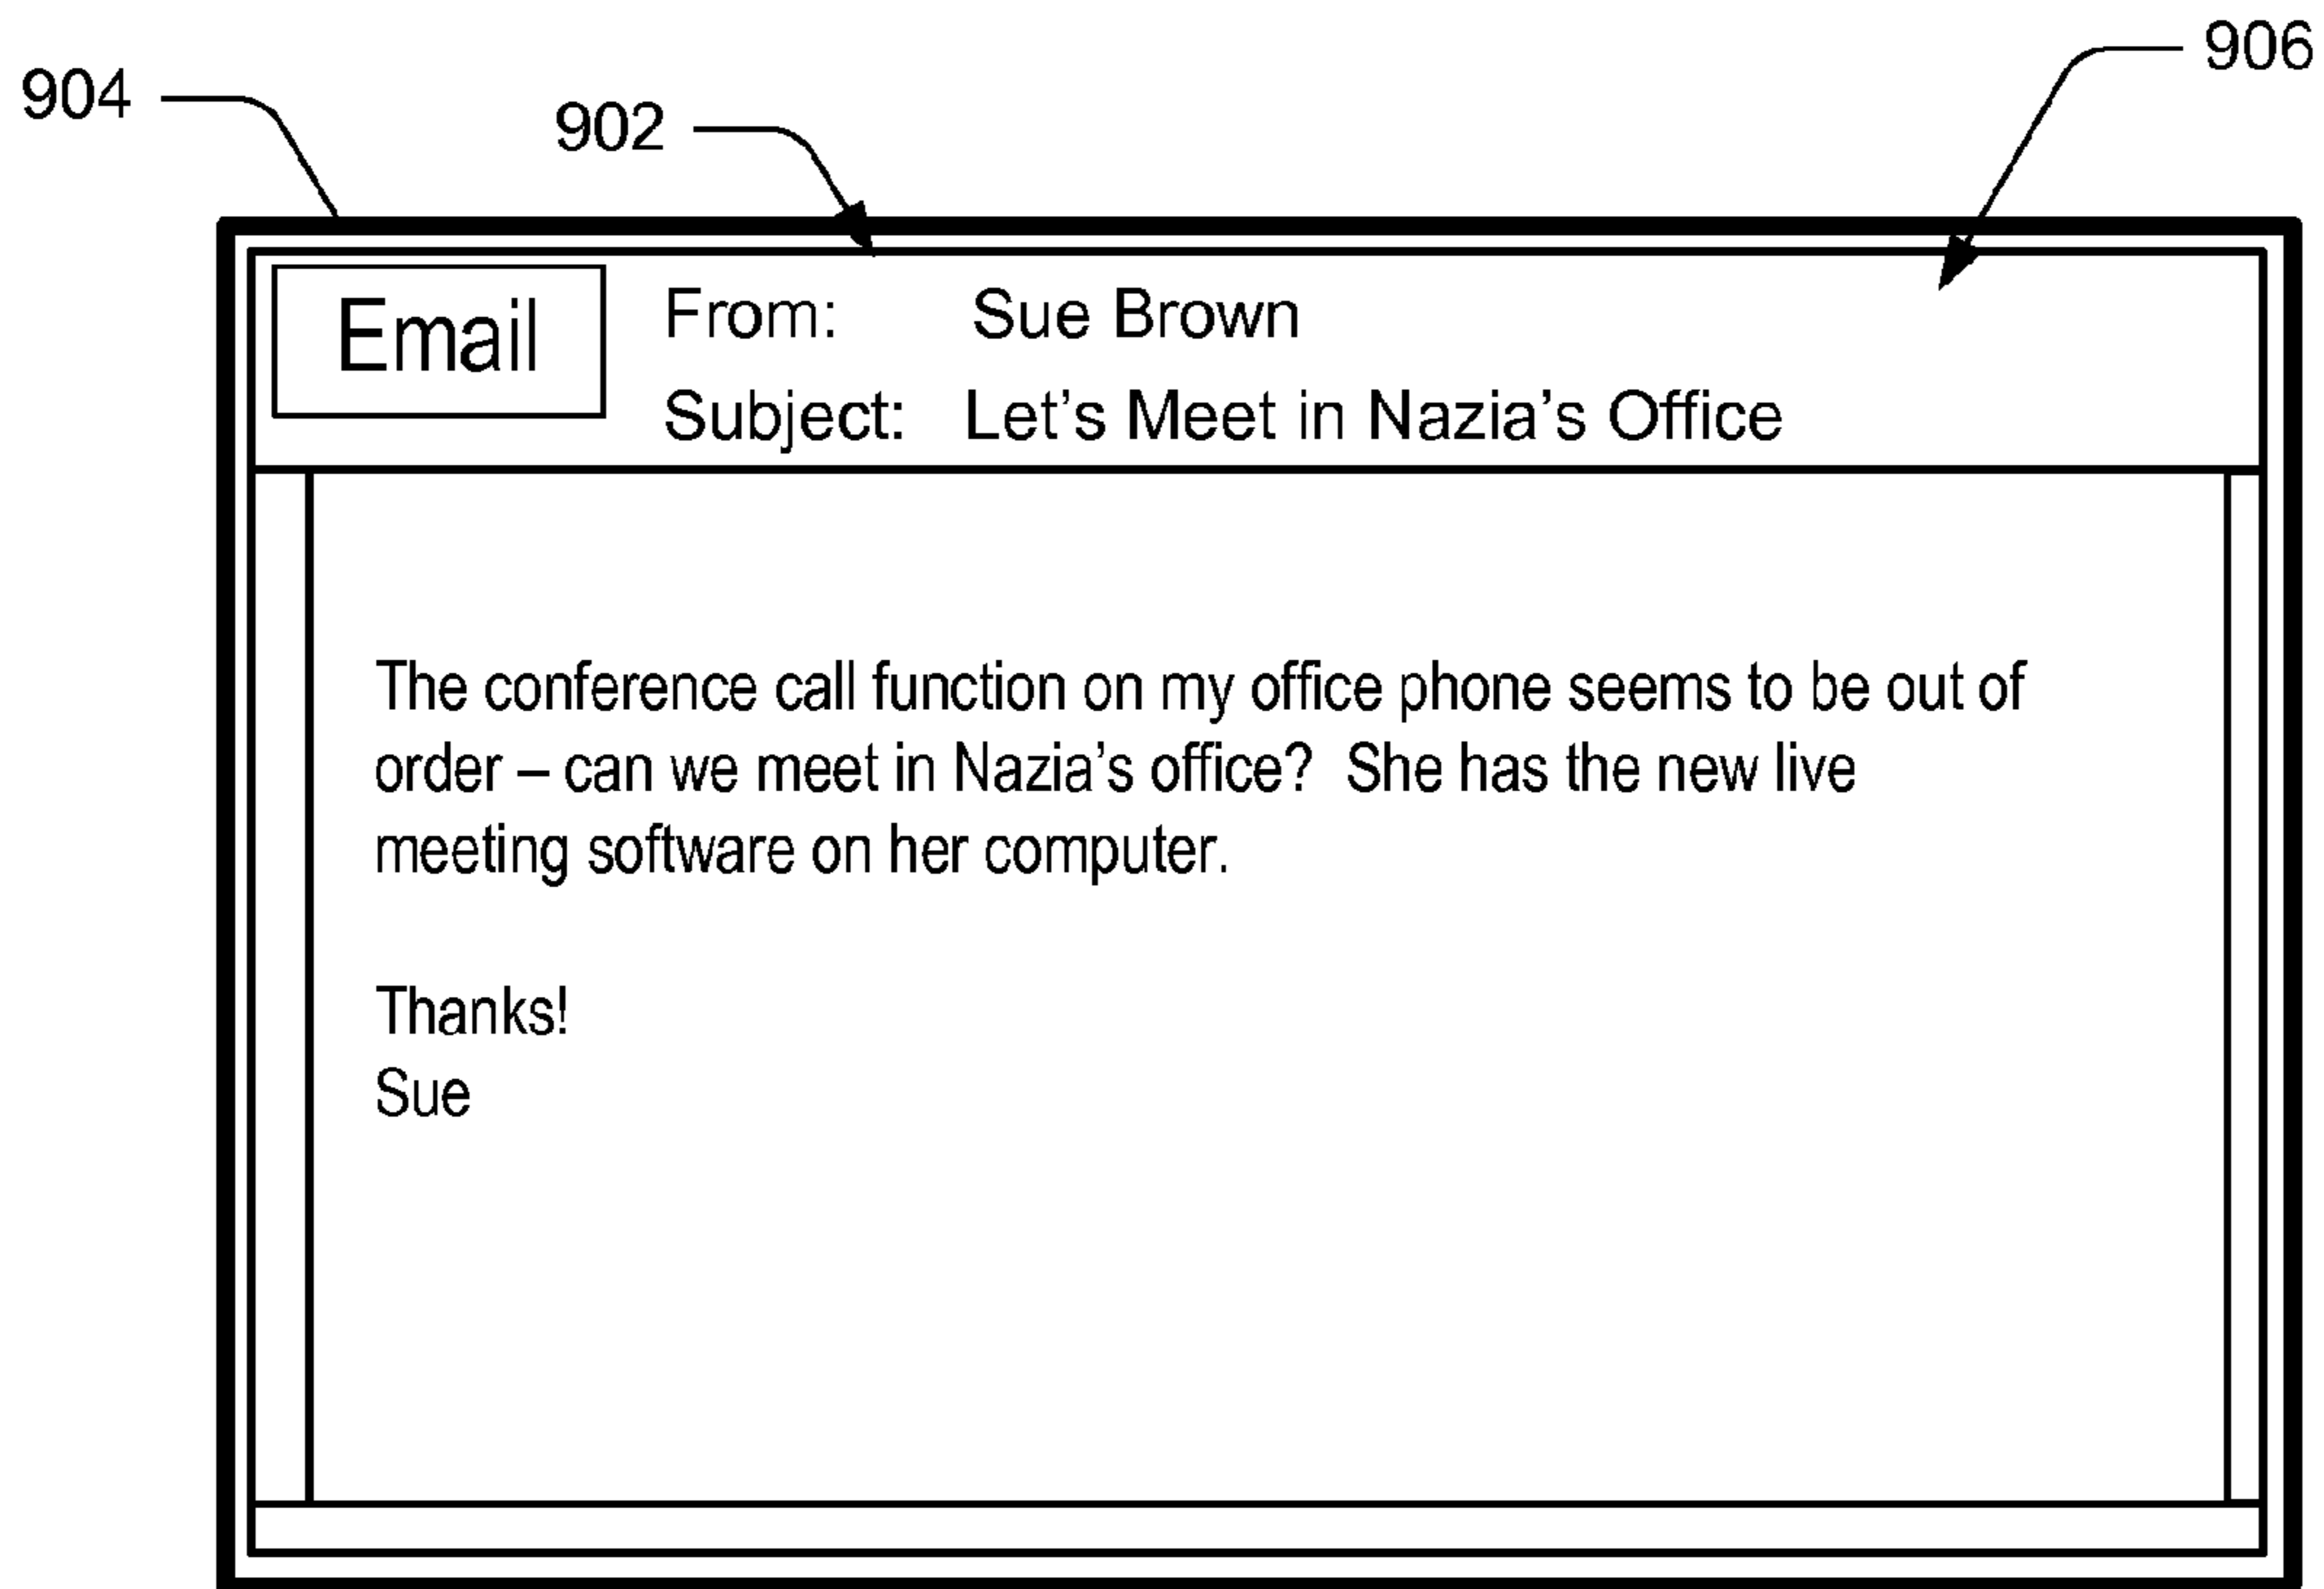 906
904
902
Email
From: Sue Brown
Subject: Let's Meet in Nazia's Office
The conference call function on my office phone seems to be out of
order – can we meet in Nazia's office? She has the new live
meeting software on her computer.
Thanks!
Sue